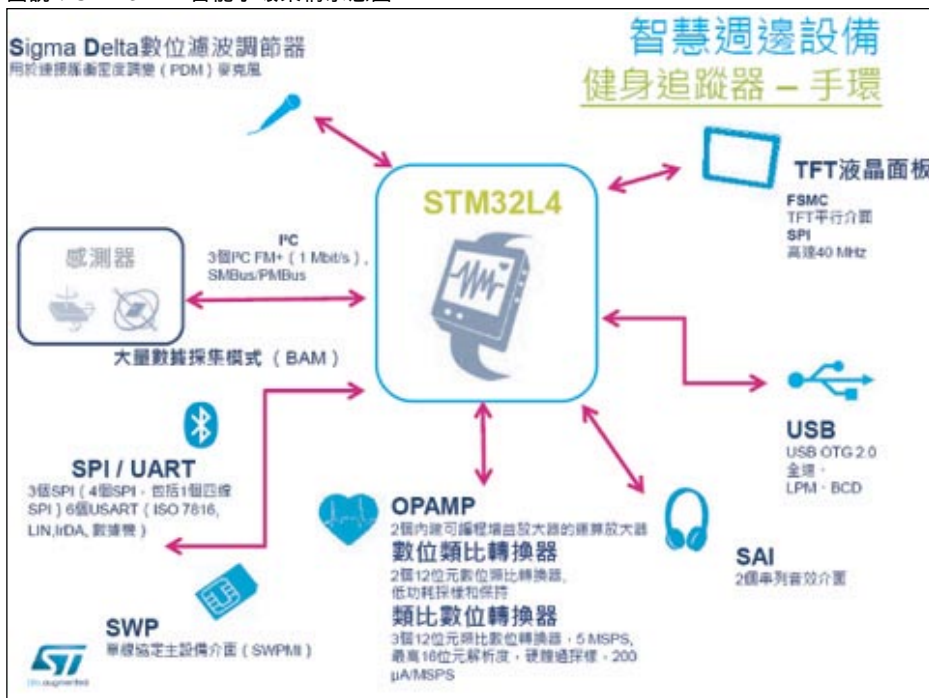 Sigma Delta數位濾波調節器
用於連接脈衝密度調變（PDM）麥克風
智慧週邊設備
健身追蹤器 – 手環
TFT液晶面板
FSMC
TFT平行介面
SPI
高達40 MHz
STM32L4
感測器
I²C
3個I²C FM+（1 Mbit/s），
SMBus/PMBus
大量數據採集模式（BAM）
USB
USB OTG 2.0
全速，
LPM、BCD
SPI / UART
3個SPI（4個SPI，包括1個四線
SPI）6個USART（ISO 7816,
LIN,IrDA, 數據機）
OPAMP
2個內建可編程增益放大器的運算放大器
數位類比轉換器
2個12位元數位類比轉換器,
低功耗採樣和保持
類比數位轉換器
3個12位元類比數位轉換器，5 MSPS,
最高16位元解析度，硬體過採樣，200
μA/MSPS
SAI
2個串列音效介面
SWP
單線協定主設備介面（SWPMI）
ST
life.augmented